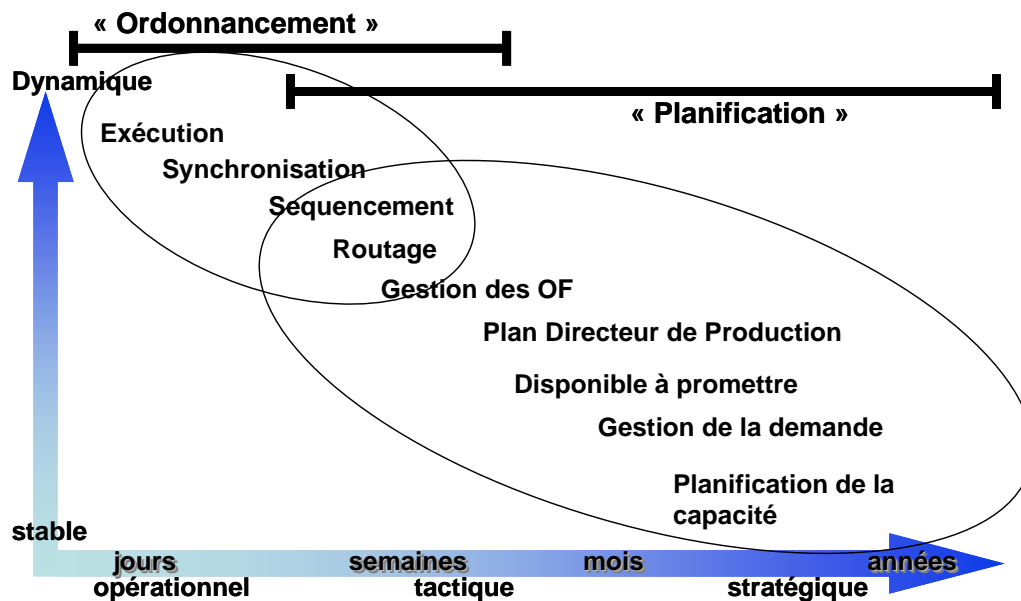 « Ordonnancement »
Dynamique
« Planification »
Exécution
Synchronisation
Sequencement
Routage
Gestion des OF
Plan Directeur de Production
Disponible à promettre
Gestion de la demande
Planification de la
capacité
stable
jours semaines mois années
opérationnel tactique stratégique